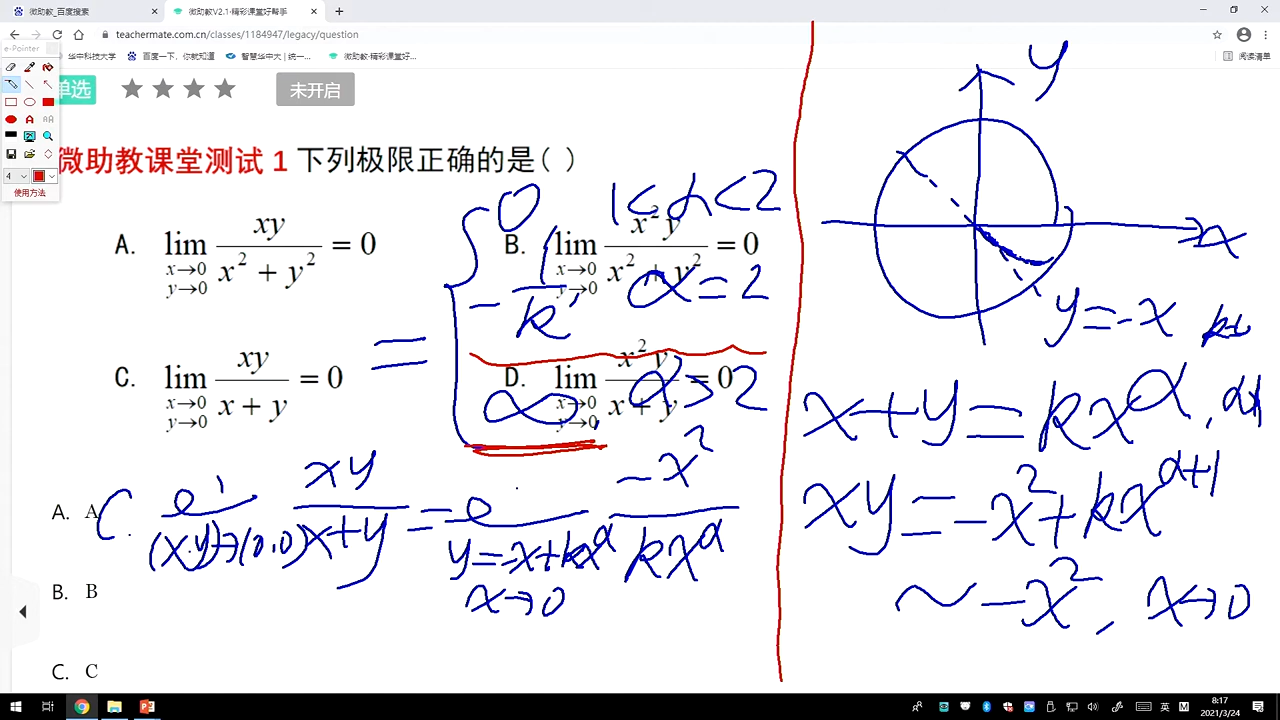 微助教_百度搜索
微助教V2.1-精彩课堂好帮手
teachermate.com.cn/classes/1184947/legacy/question
华中科技大学
百度一下，你就知道
智慧华中大 | 统一...
微助教-精彩课堂好...
阅读清单
e-Pointer
使用方法
4
单选
未开启
微助教课堂测试 1 下列极限正确的是( )
A. lim x→0 y→0 xy / x² + y² = 0
B. lim x→0 y→0 x² y / x² + y² = 0
C. lim x→0 y→0 xy / x + y = 0
D. lim x→0 y→0 x² y / x + y = 0
= { 0 1<α<2
-1/k, α=2
∞, α>2
C. l (x,y)→(0,0) xy / x+y = l y=-x+kx^α x→0 -x² / kx^α
y
x
y=-x
x+y=kx^α,
xy=-x²+kx^{α+1}
~ -x², x→0
A. A
B. B
C. C
英
M
8:17
2021/3/24